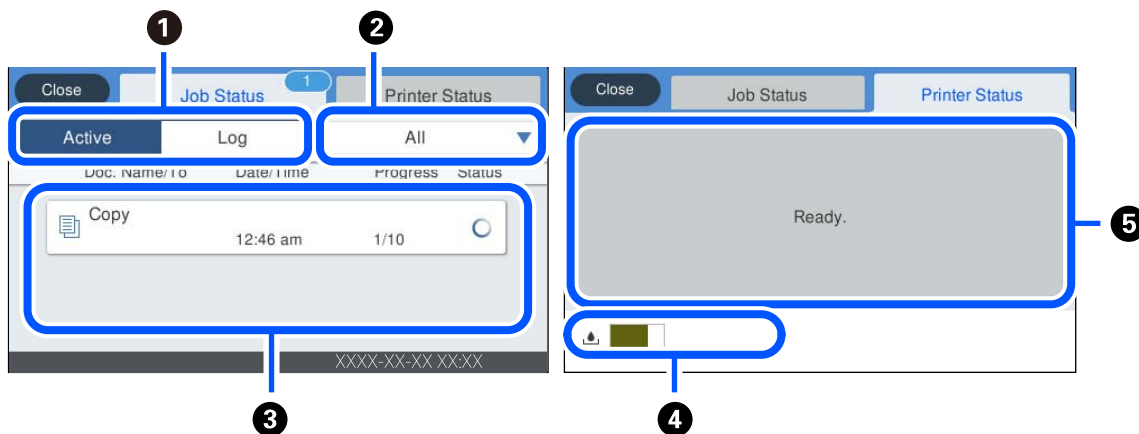 1 2
Close Job Status 1 Printer Status
Active Log All
Doc. Name/To Date/Time Progress Status
Copy
12:46 am 1/10
XXXX-XX-XX XX:XX
3
Close Job Status Printer Status
Ready.
5
4